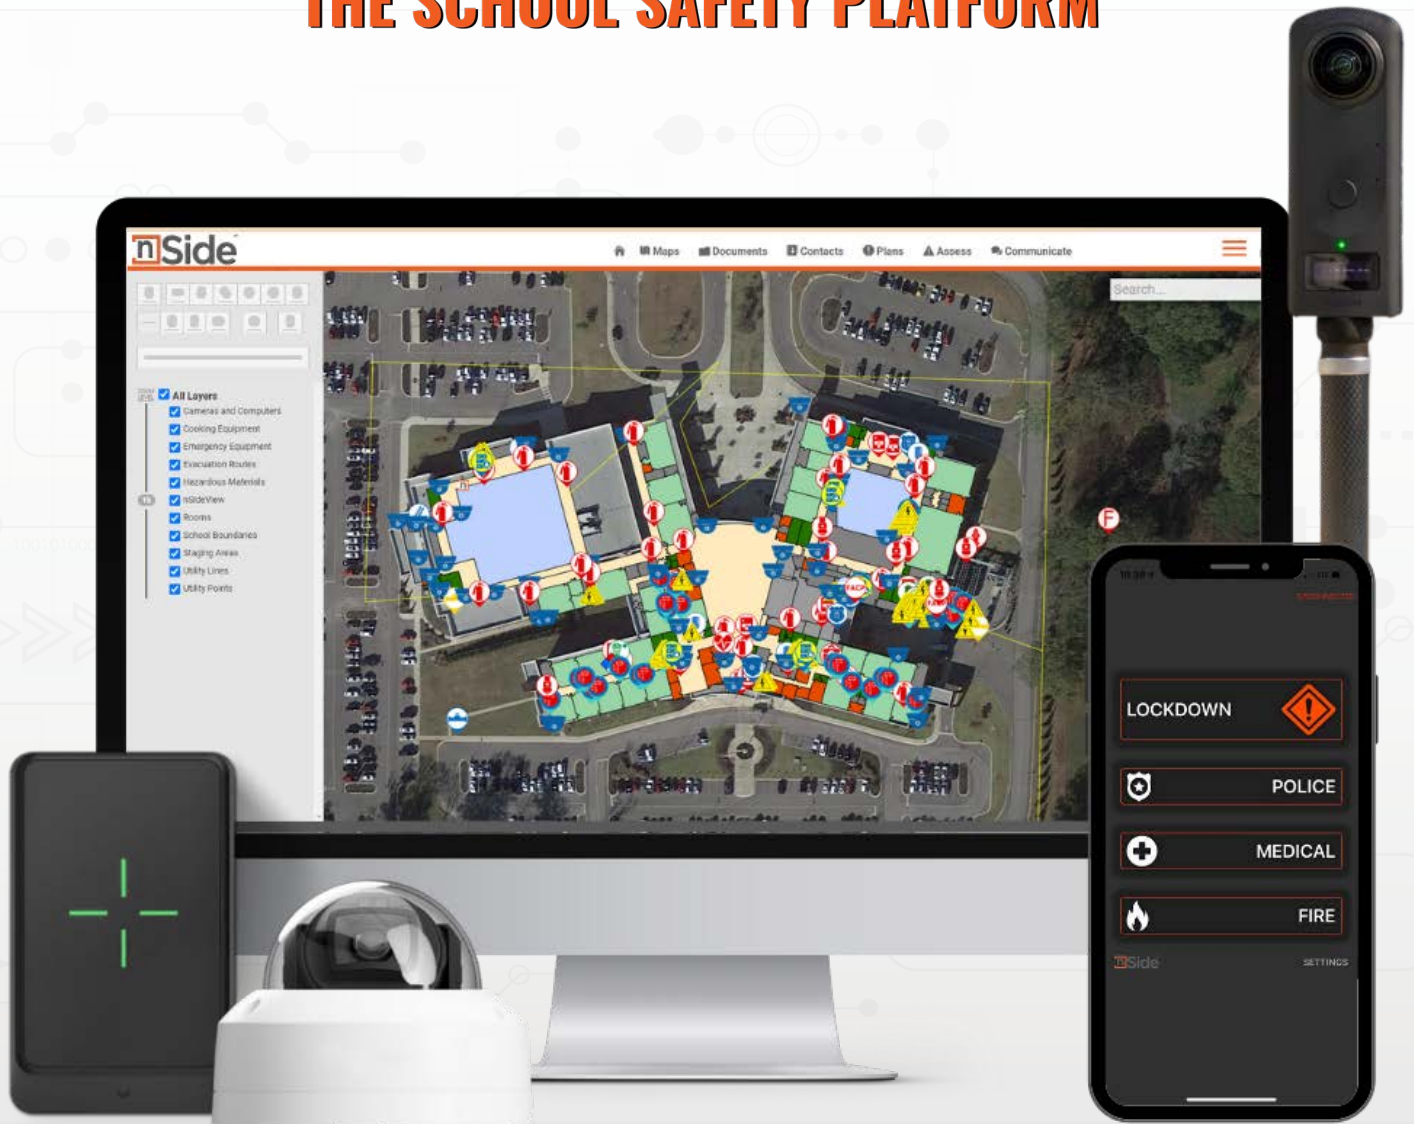 THE SCHOOL SAFETY PLATFORM
nSide
Maps
Documents
Contacts
Plans
Assess
Communicate
Search...
All Layers
Cameras and Computers
Cooking Equipment
Emergency Equipment
Evacuation Routes
Hazardous Materials
nSideView
Rooms
School Boundaries
Staging Areas
Utility Lines
Utility Points
F
FACP
LOCKDOWN
POLICE
MEDICAL
FIRE
nSide
SETTINGS